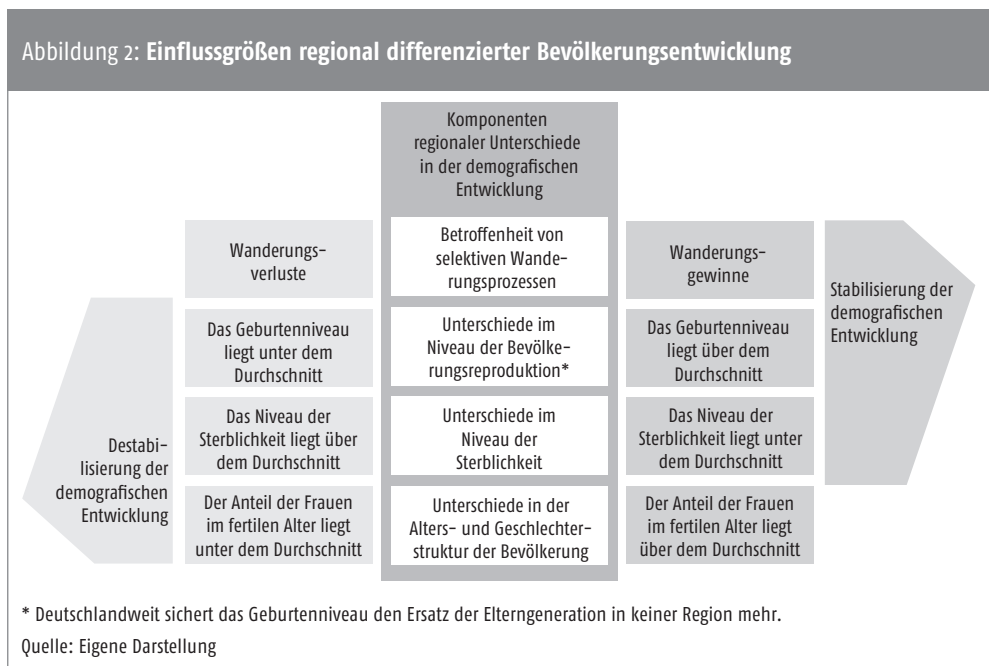 Abbildung 2: Einflussgrößen regional differenzierter Bevölkerungsentwicklung
Komponenten
regionaler Unterschiede
in der demografischen
Entwicklung
Wanderungs-
verluste
Betroffenheit von
selektiven Wande-
rungsprozessen
Wanderungs-
gewinne
Stabilisierung der
demografischen
Entwicklung
Das Geburtenniveau
liegt unter dem
Durchschnitt
Unterschiede im
Niveau der Bevölke-
rungsreproduktion*
Das Geburtenniveau
liegt über dem
Durchschnitt
Destabi-
lisierung der
demografischen
Entwicklung
Das Niveau der
Sterblichkeit liegt über
dem Durchschnitt
Unterschiede im
Niveau der
Sterblichkeit
Das Niveau der
Sterblichkeit liegt unter
dem Durchschnitt
Der Anteil der Frauen
im fertilen Alter liegt
unter dem Durchschnitt
Unterschiede in der
Alters- und Geschlechter-
struktur der Bevölkerung
Der Anteil der Frauen
im fertilen Alter liegt
über dem Durchschnitt
* Deutschlandweit sichert das Geburtenniveau den Ersatz der Elterngeneration in keiner Region mehr.
Quelle: Eigene Darstellung